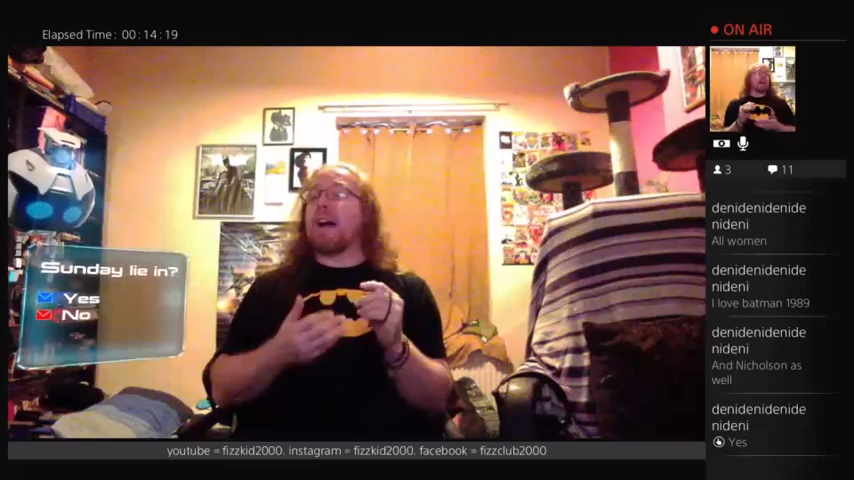 Elapsed Time: 00:14:19
ON AIR
3
11
denidenidenide
nideni
All women
Sunday lie in?
Yes
No
denidenidenide
nideni
I love batman 1989
denidenidenide
nideni
And Nicholson as
well
denidenidenide
nideni
Yes
youtube = fizzkid2000. instagram = fizzkid2000. facebook = fizzclub2000